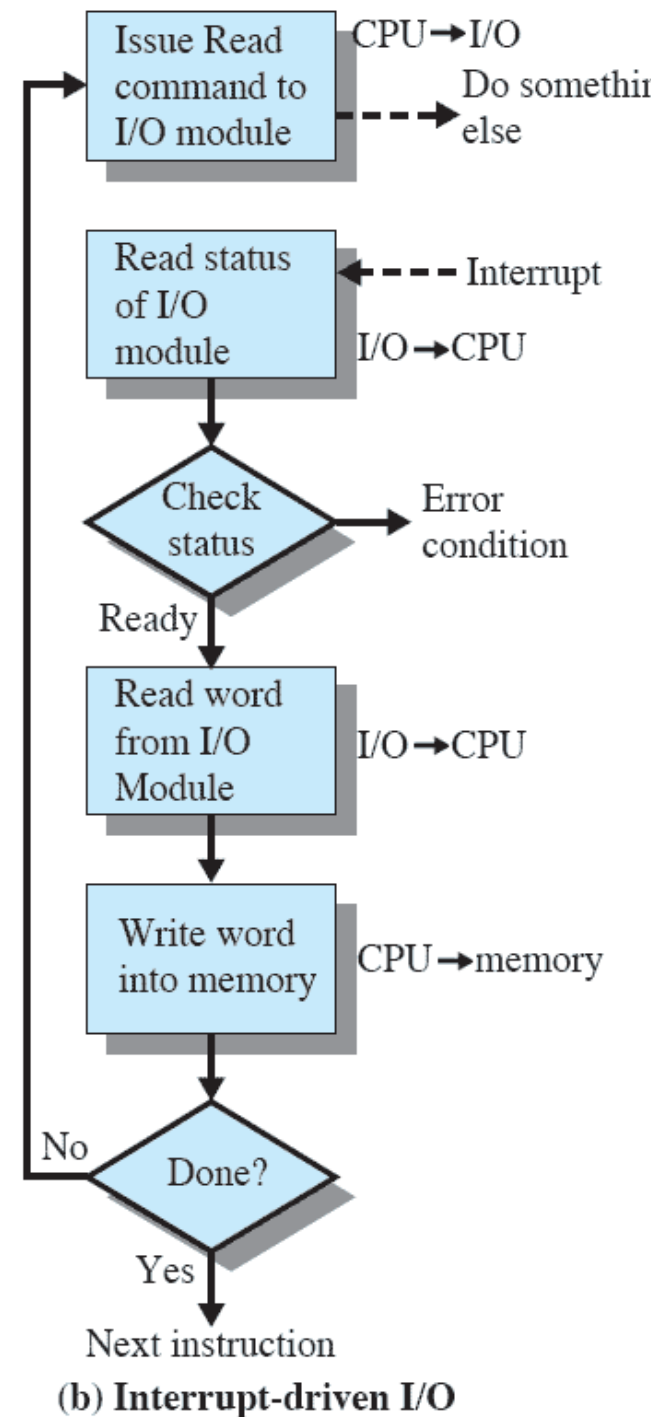 Issue Read
command to
I/O module
CPU→I/O
Do somethin
else
Read status
of I/O
module
Interrupt
I/O→CPU
Check
status
Error
condition
Ready
Read word
from I/O
Module
I/O→CPU
Write word
into memory
CPU→memory
No
Done?
Yes
Next instruction
(b) Interrupt-driven I/O